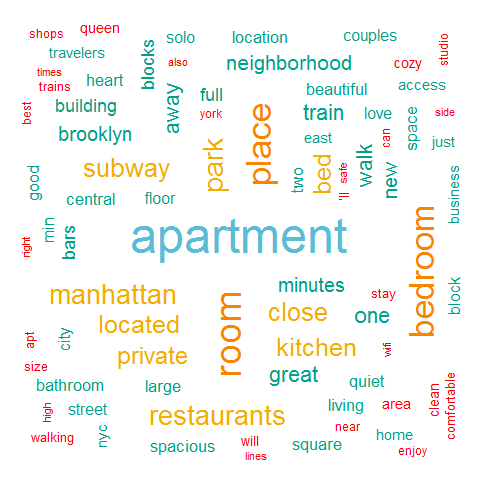 shops
queen
solo
location
couples
travelers
blocks
also
neighborhood
cozy
studio
times
trains
heart
away
full
beautiful
access
best
building
york
place
train
love
can
space
side
brooklyn
east
walk
just
subway
park
two
bed
safe
'll
new
good
central
floor
business
min
bars
apartment
bedroom
right
manhattan
room
minutes
stay
block
apt
city
located
close
one
private
kitchen
wifi
size
great
bathroom
large
quiet
clean
comfortable
high
street
restaurants
living
area
walking
nyc
near
spacious
will
lines
square
home
enjoy